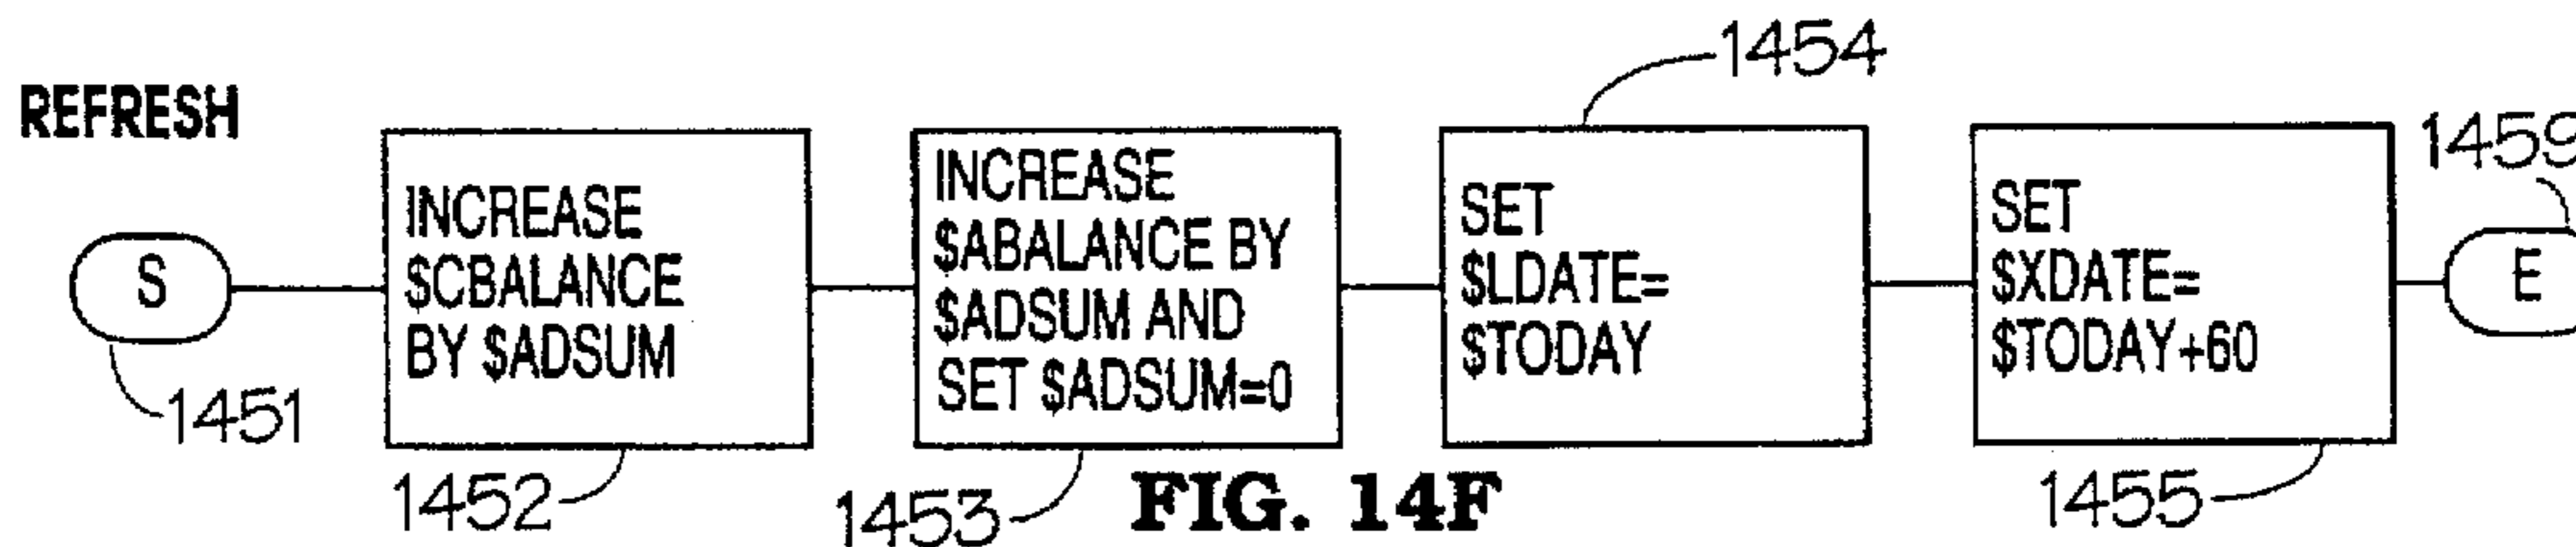 REFRESH
S
1451
INCREASE
$CBALANCE
BY $ADSUM
1452
INCREASE
$ABALANCE BY
$ADSUM AND
SET $ADSUM=0
1453
SET
$LDATE=
$TODAY
1454
SET
$XDATE=
$TODAY+60
1455
E
1459
FIG. 14F